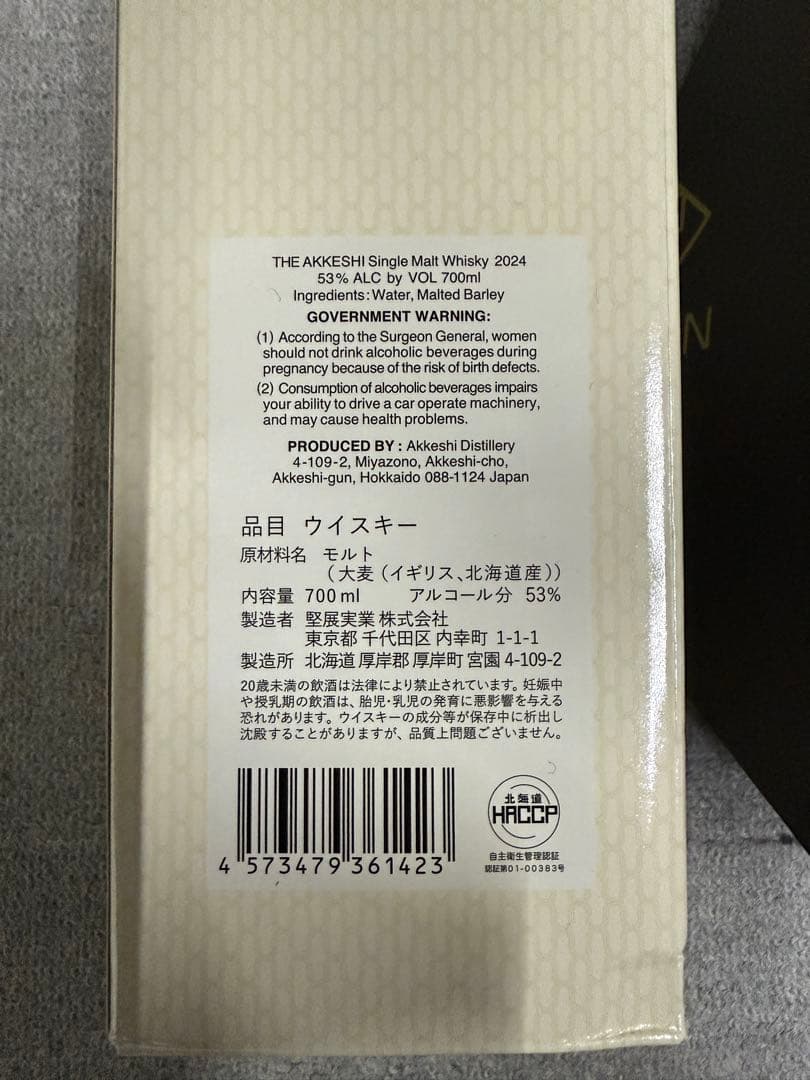 THE AKKESHI Single Malt Whisky 2024
53% ALC by VOL 700ml
Ingredients: Water, Malted Barley
GOVERNMENT WARNING:
(1) According to the Surgeon General, women
should not drink alcoholic beverages during
pregnancy because of the risk of birth defects.
(2) Consumption of alcoholic beverages impairs
your ability to drive a car operate machinery,
and may cause health problems.
PRODUCED BY : Akkeshi Distillery
4-109-2, Miyazono, Akkeshi-cho,
Akkeshi-gun, Hokkaido 088-1124 Japan
品目 ウイスキー
原材料名 モルト
(大麦(イギリス、北海道産))
内容量 700ml アルコール分 53%
製造者 堅展実業 株式会社
東京都 千代田区 内幸町 1-1-1
製造所 北海道 厚岸郡 厚岸町 宮園 4-109-2
20歳未満の飲酒は法律により禁止されています。妊娠中
や授乳期の飲酒は、胎児・乳児の発育に悪影響を与える
恐れがあります。ウイスキーの成分等が保存中に析出し
沈殿することがありますが、品質上問題ございません。
北海道
HACCP
自主衛生管理認証
認証第01-00383号
4 573479 361423
N